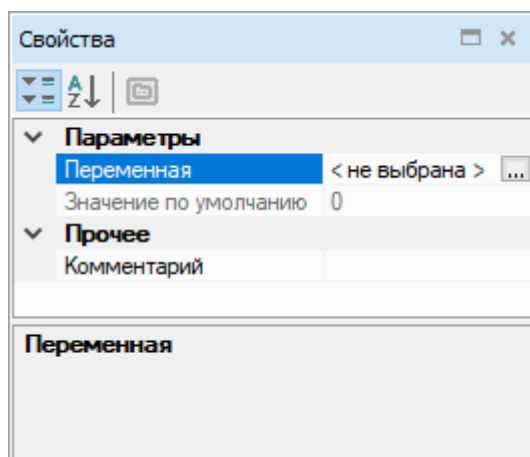 Свойства
Параметры
Переменная < не выбрана > ...
Значение по умолчанию 0
Прочее
Комментарий
Переменная